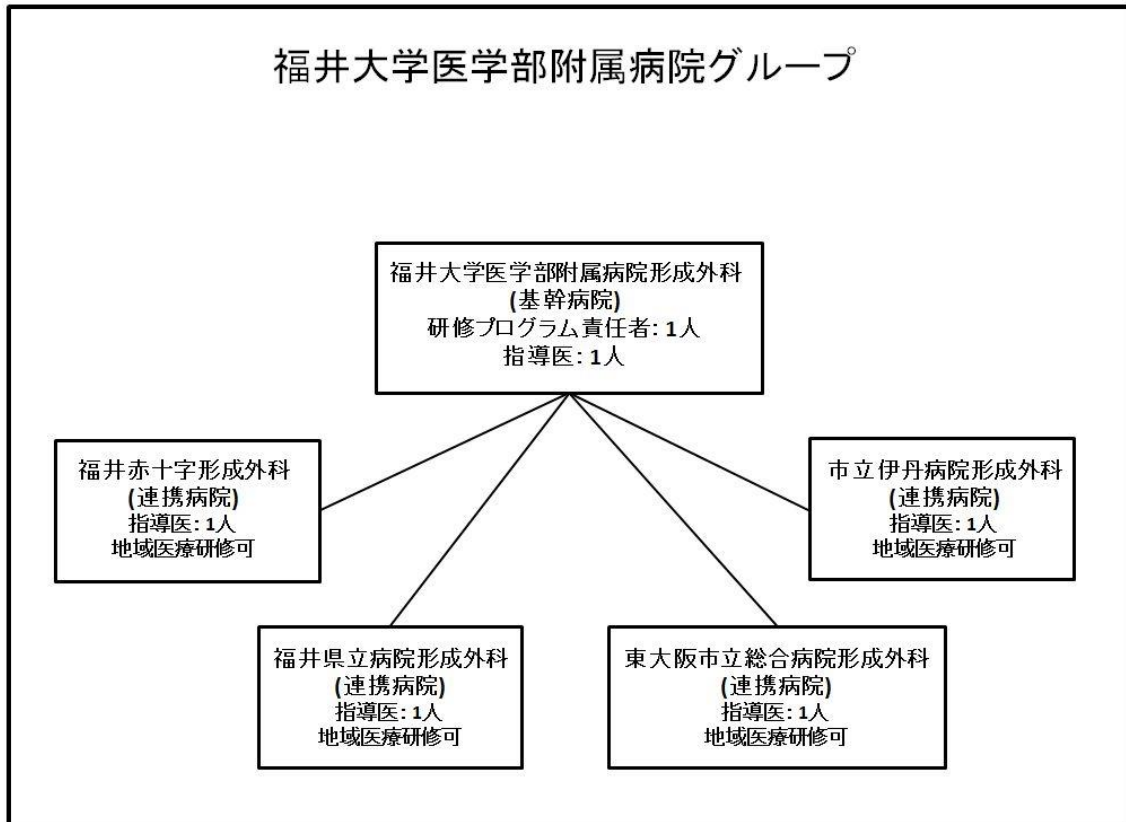 福井大学医学部附属病院グループ
福井大学医学部附属病院形成外科
(基幹病院)
研修プログラム責任者: 1人
指導医: 1人
福井赤十字形成外科
(連携病院)
指導医: 1人
地域医療研修可
市立伊丹病院形成外科
(連携病院)
指導医: 1人
地域医療研修可
福井県立病院形成外科
(連携病院)
指導医: 1人
地域医療研修可
東大阪市立総合病院形成外科
(連携病院)
指導医: 1人
地域医療研修可